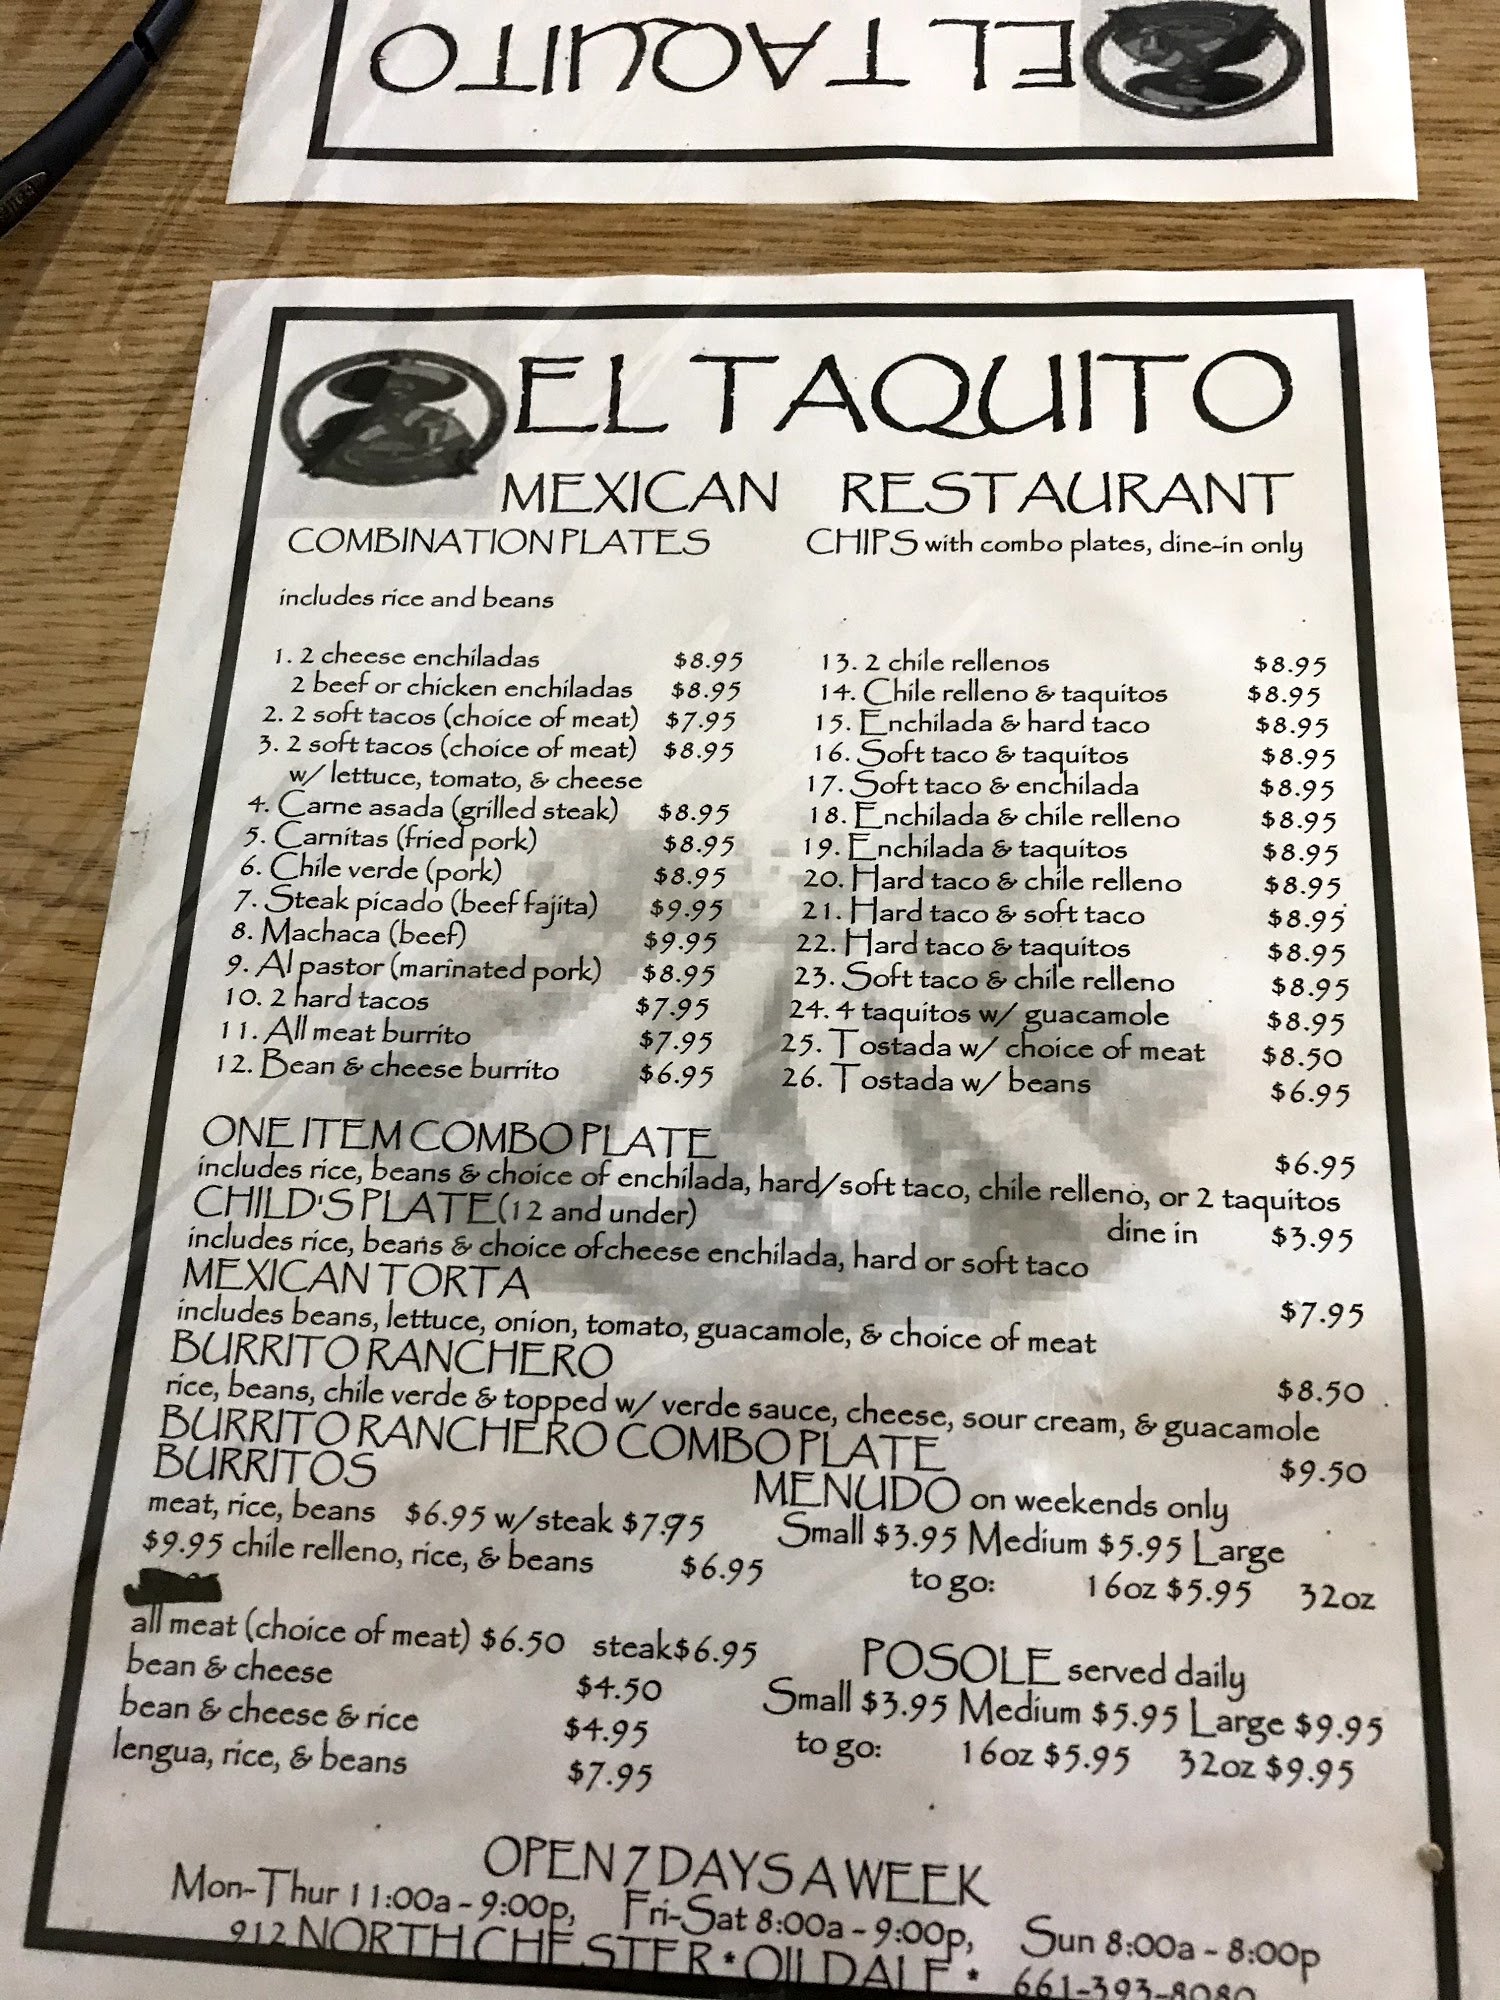 EL TAQUITO
EL TAQUITO
MEXICAN RESTAURANT
COMBINATION PLATES
CHIPS with combo plates, dine-in only
includes rice and beans
1. 2 cheese enchiladas $8.95
2 beef or chicken enchiladas $8.95
2. 2 soft tacos (choice of meat) $7.95
3. 2 soft tacos (choice of meat) $8.95
w/ lettuce, tomato, & cheese
4. Carne asada (grilled steak) $8.95
5. Carnitas (fried pork) $8.95
6. Chile verde (pork) $8.95
7. Steak picado (beef fajita) $9.95
8. Machaca (beef) $9.95
9. Al pastor (marinated pork) $8.95
10. 2 hard tacos $7.95
11. All meat burrito $7.95
12. Bean & cheese burrito $6.95
13. 2 chile rellenos $8.95
14. Chile relleno & taquitos $8.95
15. Enchilada & hard taco $8.95
16. Soft taco & taquitos $8.95
17. Soft taco & enchilada $8.95
18. Enchilada & chile relleno $8.95
19. Enchilada & taquitos $8.95
20. Hard taco & chile relleno $8.95
21. Hard taco & soft taco $8.95
22. Hard taco & taquitos $8.95
23. Soft taco & chile relleno $8.95
24. 4 taquitos w/ guacamole $8.95
25. Tostada w/ choice of meat $8.50
26. Tostada w/ beans $6.95
ONE ITEM COMBO PLATE $6.95
includes rice, beans & choice of enchilada, hard/soft taco, chile relleno, or 2 taquitos
CHILD'S PLATE (12 and under) dine in $3.95
includes rice, beans & choice of cheese enchilada, hard or soft taco
MEXICAN TORTA $7.95
includes beans, lettuce, onion, tomato, guacamole, & choice of meat
BURRITO RANCHERO $8.50
rice, beans, chile verde & topped w/ verde sauce, cheese, sour cream, & guacamole
BURRITO RANCHERO COMBO PLATE $9.50
BURRITOS
meat, rice, beans $6.95 w/steak $7.95
$9.95 chile relleno, rice, & beans $6.95
all meat (choice of meat) $6.50 steak$6.95
bean & cheese $4.50
bean & cheese & rice $4.95
lengua, rice, & beans $7.95
MENUDO on weekends only
Small $3.95 Medium $5.95 Large
to go: 16oz $5.95 32oz
POSOLE served daily
Small $3.95 Medium $5.95 Large $9.95
to go: 16oz $5.95 32oz $9.95
OPEN 7 DAYS A WEEK
Mon-Thur 11:00a - 9:00p, Fri-Sat 8:00a - 9:00p, Sun 8:00a - 8:00p
912 NORTH CHESTER * OILDALE * 661-393-8080